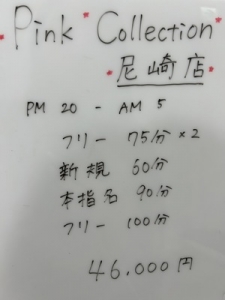 Pink Collection
尼崎店
PM 20 - AM 5
フリー 75分 ×2
新規 60分
本指名 90分
フリー 100分
46.000円